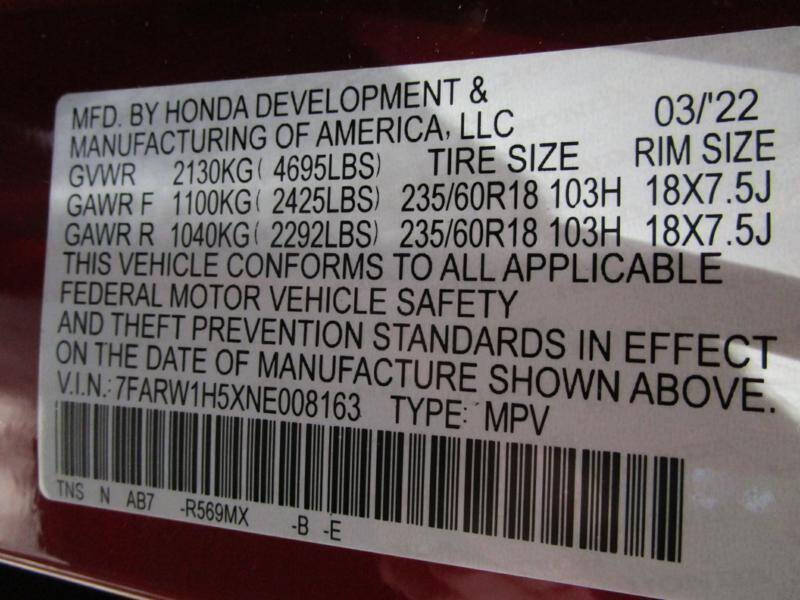 MFD. BY HONDA DEVELOPMENT &
MANUFACTURING OF AMERICA, LLC 03/'22
GVWR 2130KG( 4695LBS) TIRE SIZE RIM SIZE
GAWR F 1100KG( 2425LBS) 235/60R18 103H 18X7.5J
GAWR R 1040KG( 2292LBS) 235/60R18 103H 18X7.5J
THIS VEHICLE CONFORMS TO ALL APPLICABLE
FEDERAL MOTOR VEHICLE SAFETY
AND THEFT PREVENTION STANDARDS IN EFFECT
ON THE DATE OF MANUFACTURE SHOWN ABOVE.
V.I.N.: 7FARW1H5XNE008163 TYPE: MPV
TNS N AB7 -R569MX -B -E